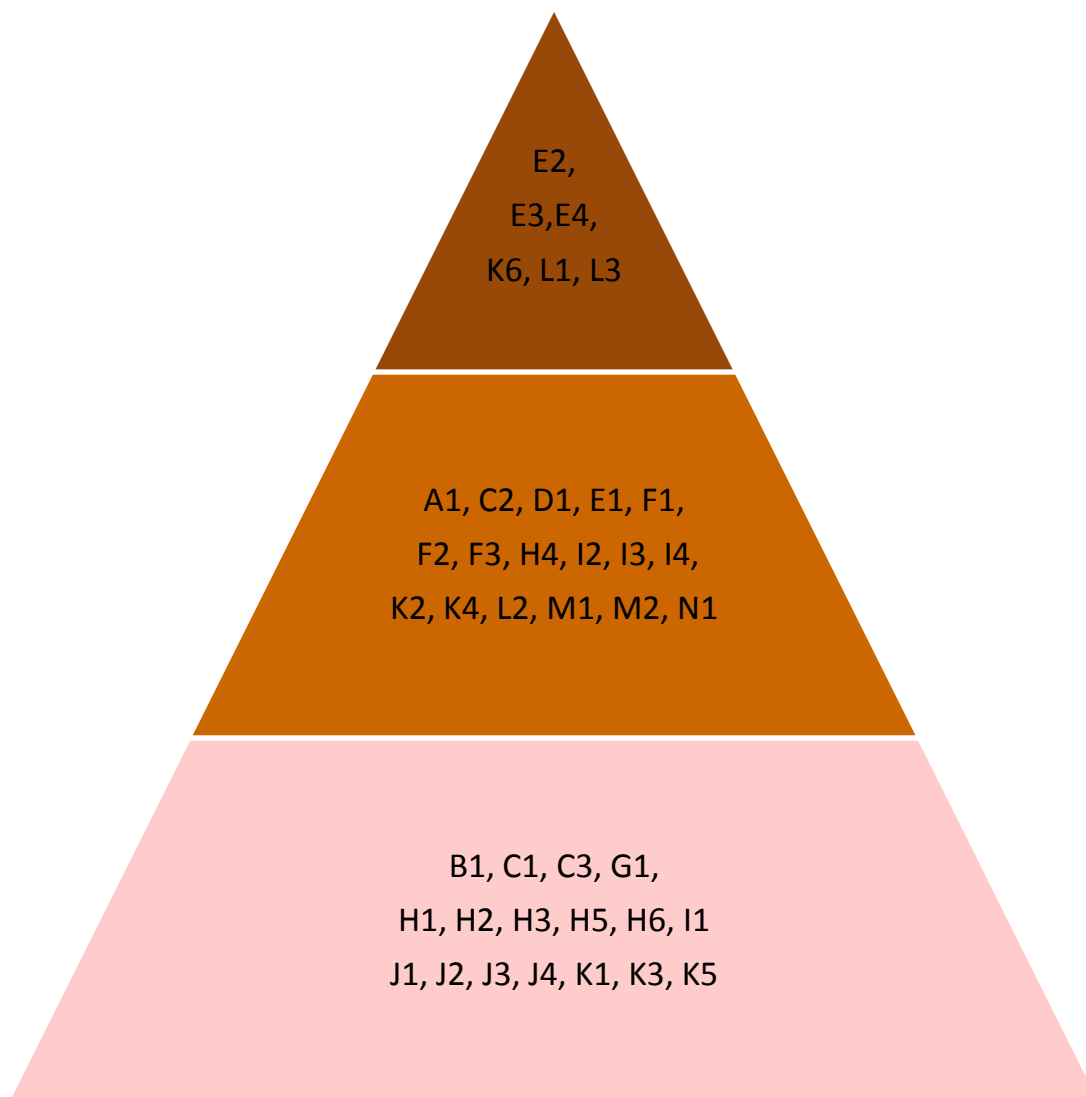 E2,
E3,E4,
K6, L1, L3
A1, C2, D1, E1, F1,
F2, F3, H4, I2, I3, I4,
K2, K4, L2, M1, M2, N1
B1, C1, C3, G1,
H1, H2, H3, H5, H6, I1
J1, J2, J3, J4, K1, K3, K5